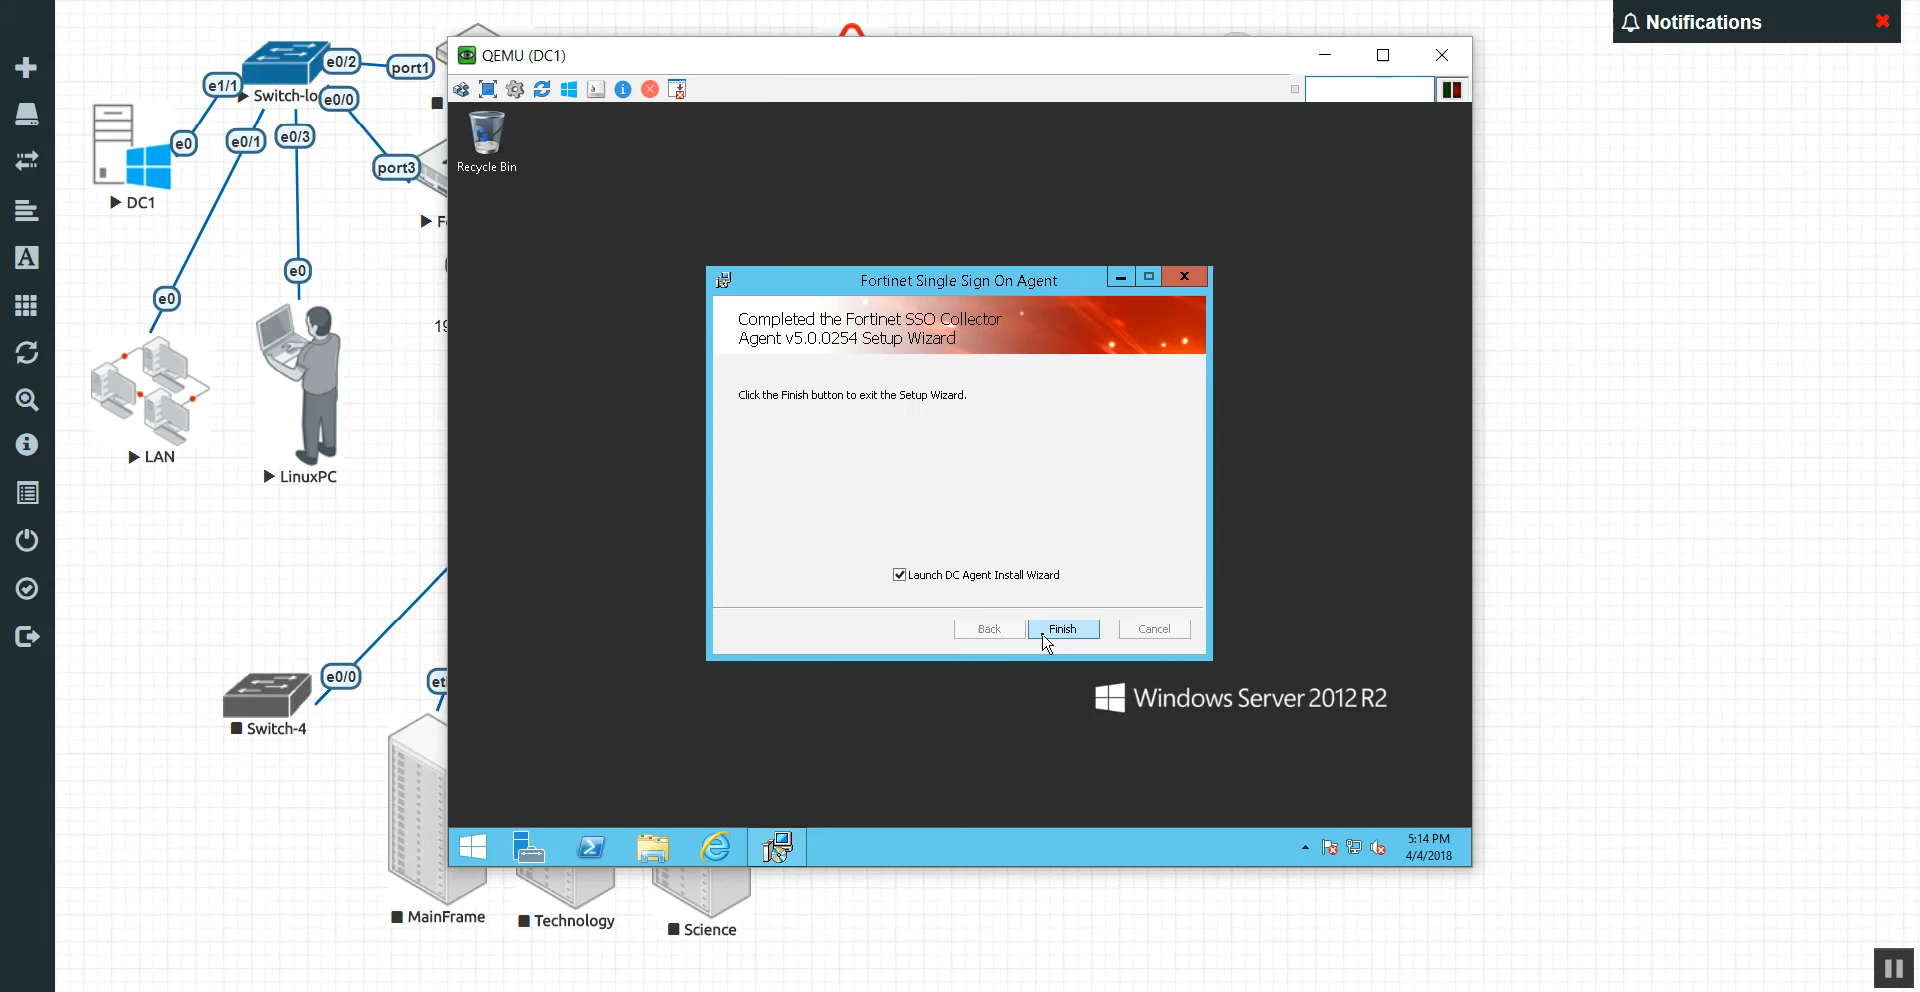 Notifications
QEMU (DC1)
e0/2
port1
e1/1
Switch-lo
e0/0
e0
e0/1
e0/3
port3
DC1
Recycle Bin
e0
e0
LAN
LinuxPC
19
Fortinet Single Sign On Agent
Completed the Fortinet SSO Collector
Agent v5.0.0254 Setup Wizard
Click the Finish button to exit the Setup Wizard.
Launch DC Agent Install Wizard
Back
Finish
Cancel
Windows Server 2012 R2
e0/0
Switch-4
5:14 PM
4/4/2018
MainFrame
Technology
Science